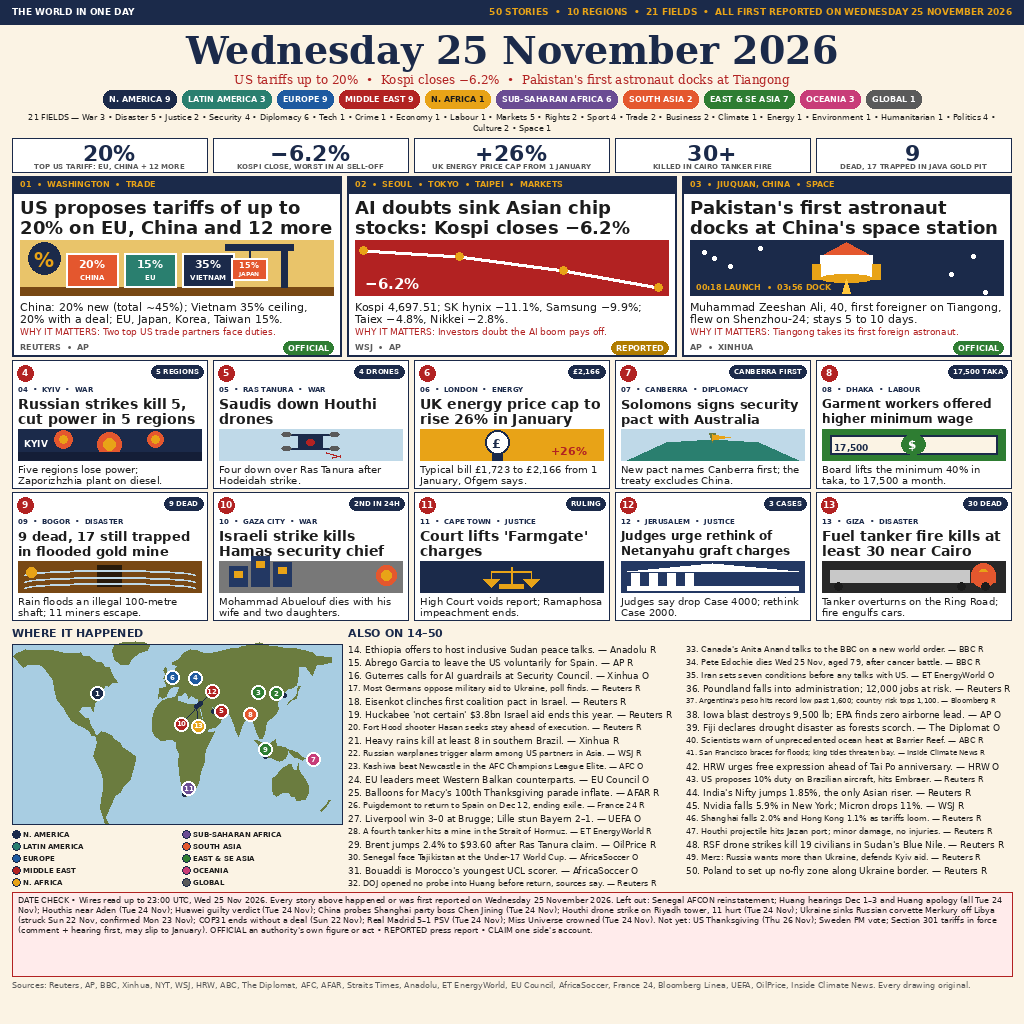 THE WORLD IN ONE DAY
50 STORIES • 10 REGIONS • 21 FIELDS • ALL FIRST REPORTED ON WEDNESDAY 25 NOVEMBER 2026
Wednesday 25 November 2026
US tariffs up to 20% • Kospi closes −6.2% • Pakistan's first astronaut docks at Tiangong
N. AMERICA 9
LATIN AMERICA 3
EUROPE 9
MIDDLE EAST 9
N. AFRICA 1
SUB-SAHARAN AFRICA 6
SOUTH ASIA 2
EAST & SE ASIA 7
OCEANIA 3
GLOBAL 1
21 FIELDS — War 3 • Disaster 5 • Justice 2 • Security 4 • Diplomacy 6 • Tech 1 • Crime 1 • Economy 1 • Labour 1 • Markets 5 • Rights 2 • Sport 4 • Trade 2 • Business 2 • Climate 1 • Energy 1 • Environment 1 • Humanitarian 1 • Politics 4 •
Culture 2 • Space 1
20%
TOP US TARIFF: EU, CHINA + 12 MORE
−6.2%
KOSPI CLOSE, WORST IN AI SELL-OFF
+26%
UK ENERGY PRICE CAP FROM 1 JANUARY
30+
KILLED IN CAIRO TANKER FIRE
9
DEAD, 17 TRAPPED IN JAVA GOLD PIT
01 • WASHINGTON • TRADE
US proposes tariffs of up to
20% on EU, China and 12 more
%
20%
CHINA
15%
EU
35%
VIETNAM
15%
JAPAN
China: 20% new (total ~45%); Vietnam 35% ceiling,
20% with a deal; EU, Japan, Korea, Taiwan 15%.
WHY IT MATTERS: Two top US trade partners face duties.
REUTERS • AP
OFFICIAL
02 • SEOUL • TOKYO • TAIPEI • MARKETS
AI doubts sink Asian chip
stocks: Kospi closes −6.2%
−6.2%
Kospi 4,697.51; SK hynix −11.1%, Samsung −9.9%;
Taiex −4.8%, Nikkei −2.8%.
WHY IT MATTERS: Investors doubt the AI boom pays off.
WSJ • AP
REPORTED
03 • JIUQUAN, CHINA • SPACE
Pakistan's first astronaut
docks at China's space station
00:18 LAUNCH • 03:56 DOCK
Muhammad Zeeshan Ali, 40, first foreigner on Tiangong,
flew on Shenzhou-24; stays 5 to 10 days.
WHY IT MATTERS: Tiangong takes its first foreign astronaut.
AP • XINHUA
OFFICIAL
4
5 REGIONS
04 • KYIV • WAR
Russian strikes kill 5,
cut power in 5 regions
KYIV
Five regions lose power;
Zaporizhzhia plant on diesel.
5
4 DRONES
05 • RAS TANURA • WAR
Saudis down Houthi
drones
Four down over Ras Tanura after
Hodeidah strike.
6
£2,166
06 • LONDON • ENERGY
UK energy price cap to
rise 26% in January
£
+26%
Typical bill £1,723 to £2,166 from 1
January, Ofgem says.
7
CANBERRA FIRST
07 • CANBERRA • DIPLOMACY
Solomons signs security
pact with Australia
New pact names Canberra first; the
treaty excludes China.
8
17,500 TAKA
08 • DHAKA • LABOUR
Garment workers offered
higher minimum wage
17,500
$
Board lifts the minimum 40% in
taka, to 17,500 a month.
9
9 DEAD
09 • BOGOR • DISASTER
9 dead, 17 still trapped
in flooded gold mine
Rain floods an illegal 100-metre
shaft; 11 miners escape.
10
2ND IN 24H
10 • GAZA CITY • WAR
Israeli strike kills
Hamas security chief
Mohammad Abuelouf dies with his
wife and two daughters.
11
RULING
11 • CAPE TOWN • JUSTICE
Court lifts 'Farmgate'
charges
High Court voids report; Ramaphosa
impeachment ends.
12
3 CASES
12 • JERUSALEM • JUSTICE
Judges urge rethink of
Netanyahu graft charges
Judges say drop Case 4000; rethink
Case 2000.
13
30 DEAD
13 • GIZA • DISASTER
Fuel tanker fire kills at
least 30 near Cairo
Tanker overturns on the Ring Road;
fire engulfs cars.
WHERE IT HAPPENED
1
6
4
12
3
2
5
8
10
13
9
7
11
N. AMERICA
LATIN AMERICA
EUROPE
MIDDLE EAST
N. AFRICA
SUB-SAHARAN AFRICA
SOUTH ASIA
EAST & SE ASIA
OCEANIA
GLOBAL
ALSO ON 14–50
14. Ethiopia offers to host inclusive Sudan peace talks. — Anadolu R
15. Abrego Garcia to leave the US voluntarily for Spain. — AP R
16. Guterres calls for AI guardrails at Security Council. — Xinhua O
17. Most Germans oppose military aid to Ukraine, poll finds. — Reuters R
18. Eisenkot clinches first coalition pact in Israel. — Reuters R
19. Huckabee 'not certain' $3.8bn Israel aid ends this year. — Reuters R
20. Fort Hood shooter Hasan seeks stay ahead of execution. — Reuters R
21. Heavy rains kill at least 8 in southern Brazil. — Xinhua R
22. Russian warplanes trigger alarm among US partners in Asia. — WSJ R
23. Kashiwa beat Newcastle in the AFC Champions League Elite. — AFC O
24. EU leaders meet Western Balkan counterparts. — EU Council O
25. Balloons for Macy's 100th Thanksgiving parade inflate. — AFAR R
26. Puigdemont to return to Spain on Dec 12, ending exile. — France 24 R
27. Liverpool win 3–0 at Brugge; Lille stun Bayern 2–1. — UEFA O
28. A fourth tanker hits a mine in the Strait of Hormuz. — ET EnergyWorld R
29. Brent jumps 2.4% to $93.60 after Ras Tanura claim. — OilPrice R
30. Senegal face Tajikistan at the Under-17 World Cup. — AfricaSoccer O
31. Bouaddi is Morocco's youngest UCL scorer. — AfricaSoccer O
32. DOJ opened no probe into Huang before return, sources say. — Reuters R
33. Canada's Anita Anand talks to the BBC on a new world order. — BBC R
34. Pete Edochie dies Wed 25 Nov, aged 79, after cancer battle. — BBC R
35. Iran sets seven conditions before any talks with US. — ET EnergyWorld O
36. Poundland falls into administration; 12,000 jobs at risk. — Reuters R
37. Argentina's peso hits record low past 1,600; country risk tops 1,100. — Bloomberg R
38. Iowa blast destroys 9,500 lb; EPA finds zero airborne lead. — AP O
39. Fiji declares drought disaster as forests scorch. — The Diplomat O
40. Scientists warn of unprecedented ocean heat at Barrier Reef. — ABC R
41. San Francisco braces for floods; king tides threaten bay. — Inside Climate News R
42. HRW urges free expression ahead of Tai Po anniversary. — HRW O
43. US proposes 10% duty on Brazilian aircraft, hits Embraer. — Reuters R
44. India's Nifty jumps 1.85%, the only Asian riser. — Reuters R
45. Nvidia falls 5.9% in New York; Micron drops 11%. — WSJ R
46. Shanghai falls 2.0% and Hong Kong 1.1% as tariffs loom. — Reuters R
47. Houthi projectile hits Jazan port; minor damage, no injuries. — Reuters R
48. RSF drone strikes kill 19 civilians in Sudan's Blue Nile. — Reuters R
49. Merz: Russia wants more than Ukraine, defends Kyiv aid. — Reuters R
50. Poland to set up no-fly zone along Ukraine border. — Reuters O
DATE CHECK • Wires read up to 23:00 UTC, Wed 25 Nov 2026. Every story above happened or was first reported on Wednesday 25 November 2026. Left out: Senegal AFCON reinstatement; Huang hearings Dec 1–3 and Huang apology (all Tue 24
Nov); Houthis near Aden (Tue 24 Nov); Huawei guilty verdict (Tue 24 Nov); China probes Shanghai party boss Chen Jining (Tue 24 Nov); Houthi drone strike on Riyadh tower, 11 hurt (Tue 24 Nov); Ukraine sinks Russian corvette Merkury off Libya
(struck Sun 22 Nov, confirmed Mon 23 Nov); COP31 ends without a deal (Sun 22 Nov); Real Madrid 5–1 PSV (Tue 24 Nov); Miss Universe crowned (Tue 24 Nov). Not yet: US Thanksgiving (Thu 26 Nov); Sweden PM vote; Section 301 tariffs in force
(comment + hearing first, may slip to January). OFFICIAL an authority's own figure or act • REPORTED press report • CLAIM one side's account.
Sources: Reuters, AP, BBC, Xinhua, NYT, WSJ, HRW, ABC, The Diplomat, AFC, AFAR, Straits Times, Anadolu, ET EnergyWorld, EU Council, AfricaSoccer, France 24, Bloomberg Linea, UEFA, OilPrice, Inside Climate News. Every drawing original.